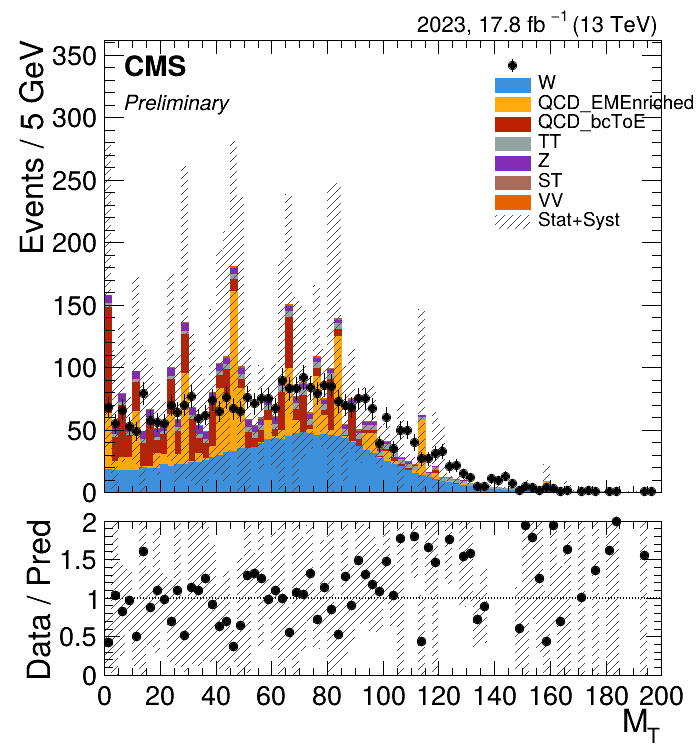 2023, 17.8 fb⁻¹ (13 TeV)
CMS
Preliminary
Events / 5 GeV
350
300
250
200
150
100
50
0
W
QCD_EMEnriched
QCD_bcToE
TT
Z
ST
VV
Stat+Syst
Data / Pred
2
1.5
1
0.5
0
0 20 40 60 80 100 120 140 160 180 200
M_T